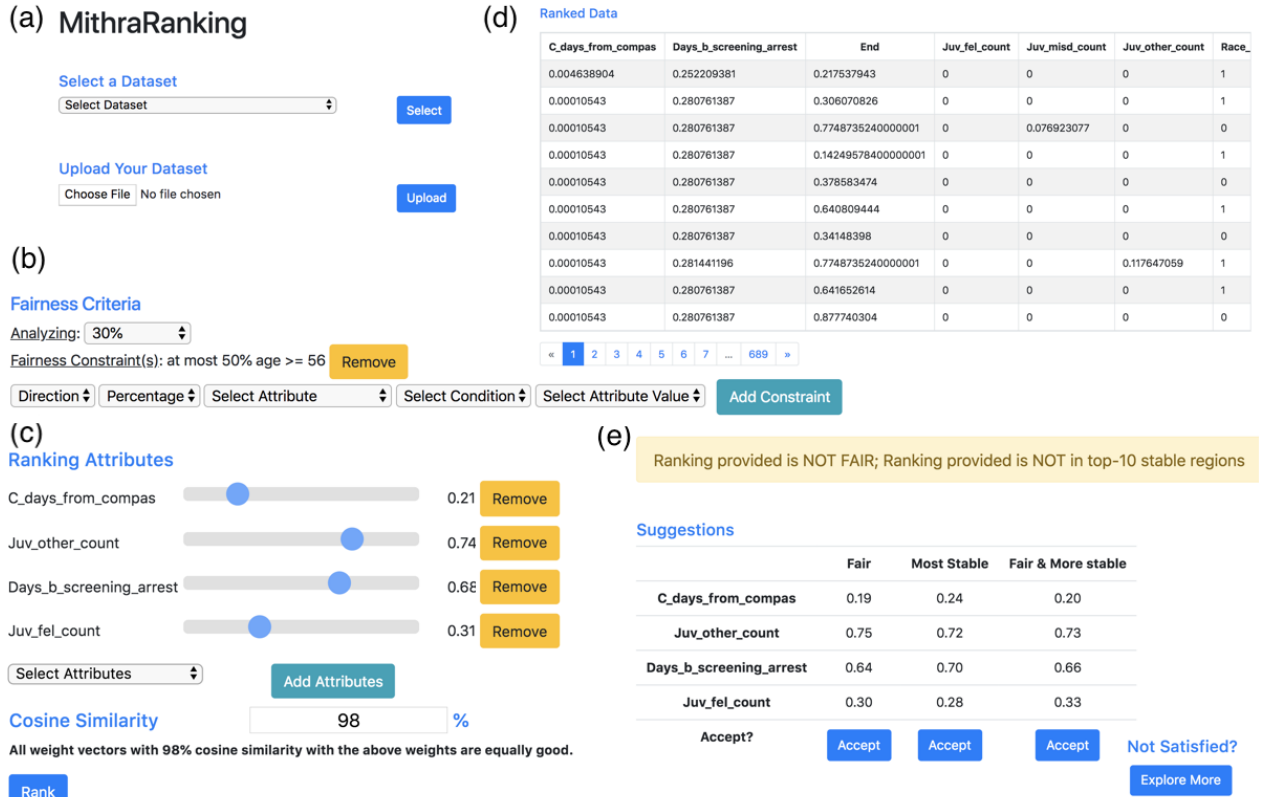 (a) MithraRanking
Select a Dataset
Select Dataset
Select
Upload Your Dataset
Choose File No file chosen
Upload
(b)
Fairness Criteria
Analyzing: 30%
Fairness Constraint(s): at most 50% age >= 56 Remove
Direction Percentage Select Attribute Select Condition Select Attribute Value Add Constraint
(c)
Ranking Attributes
C_days_from_compas 0.21 Remove
Juv_other_count 0.74 Remove
Days_b_screening_arrest 0.68 Remove
Juv_fel_count 0.31 Remove
Select Attributes Add Attributes
Cosine Similarity 98 %
All weight vectors with 98% cosine similarity with the above weights are equally good.
Rank
(d) Ranked Data
C_days_from_compas Days_b_screening_arrest End Juv_fel_count Juv_misd_count Juv_other_count Race_
0.004638904 0.252209381 0.217537943 0 0 0 1
0.00010543 0.280761387 0.306070826 0 0 0 1
0.00010543 0.280761387 0.7748735240000001 0 0.076923077 0 0
0.00010543 0.280761387 0.14249578400000001 0 0 0 1
0.00010543 0.280761387 0.378583474 0 0 0 0
0.00010543 0.280761387 0.640809444 0 0 0 1
0.00010543 0.280761387 0.34148398 0 0 0 0
0.00010543 0.281441196 0.7748735240000001 0 0 0.117647059 1
0.00010543 0.280761387 0.641652614 0 0 0 1
0.00010543 0.280761387 0.877740304 0 0 0 0
« 1 2 3 4 5 6 7 ... 689 »
(e)
Ranking provided is NOT FAIR; Ranking provided is NOT in top-10 stable regions
Suggestions
Fair Most Stable Fair & More stable
C_days_from_compas 0.19 0.24 0.20
Juv_other_count 0.75 0.72 0.73
Days_b_screening_arrest 0.64 0.70 0.66
Juv_fel_count 0.30 0.28 0.33
Accept? Accept Accept Accept
Not Satisfied?
Explore More